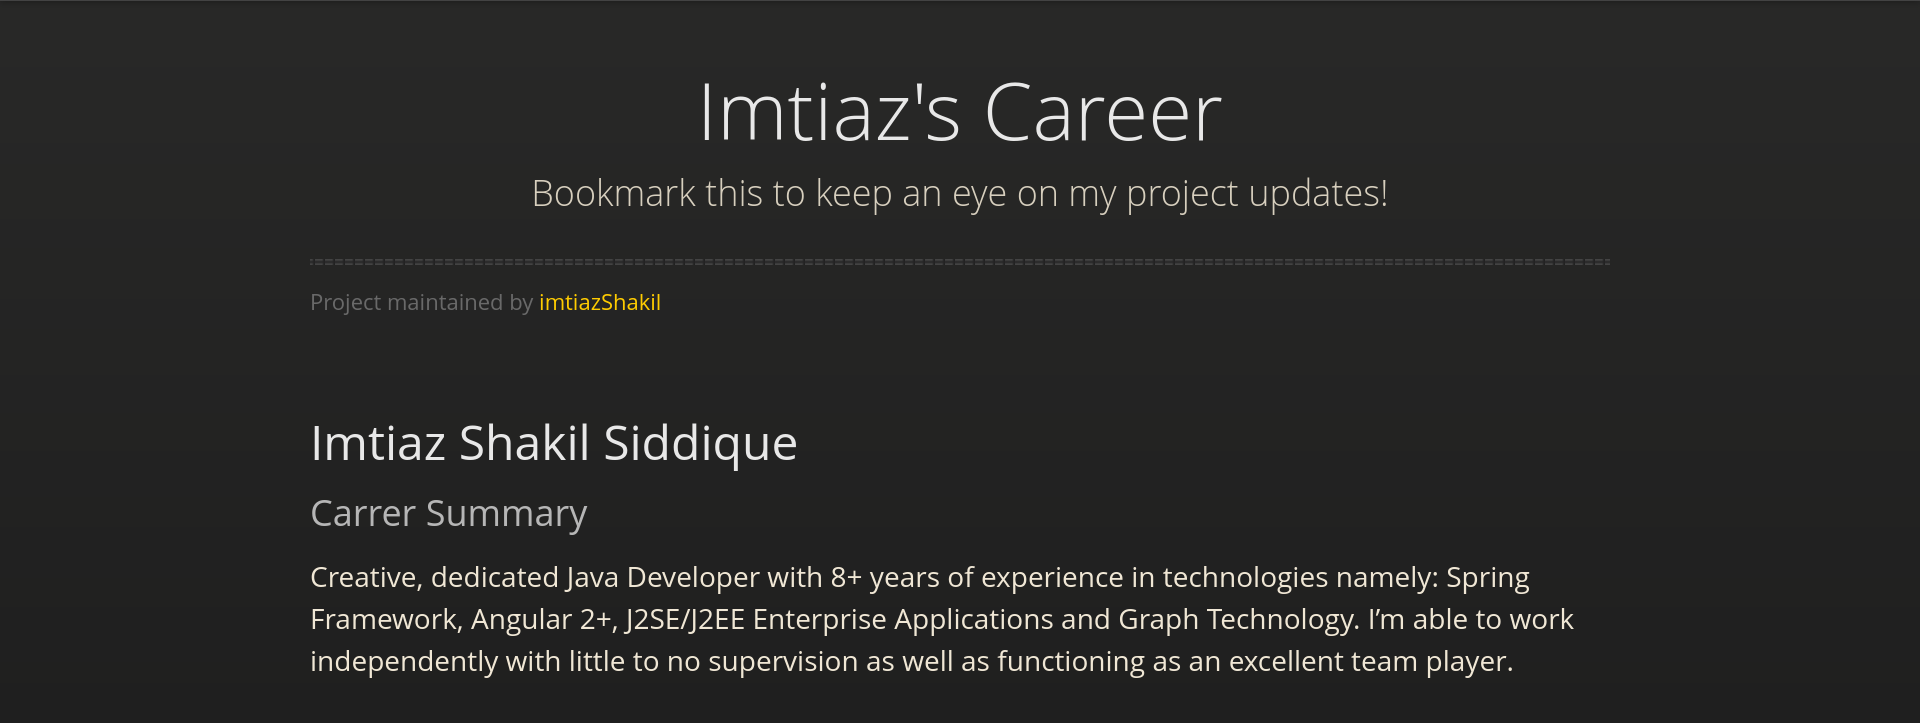 Imtiaz's Career
Bookmark this to keep an eye on my project updates!
Project maintained by imtiazShakil
Imtiaz Shakil Siddique
Carrer Summary
Creative, dedicated Java Developer with 8+ years of experience in technologies namely: Spring
Framework, Angular 2+, J2SE/J2EE Enterprise Applications and Graph Technology. I’m able to work
independently with little to no supervision as well as functioning as an excellent team player.